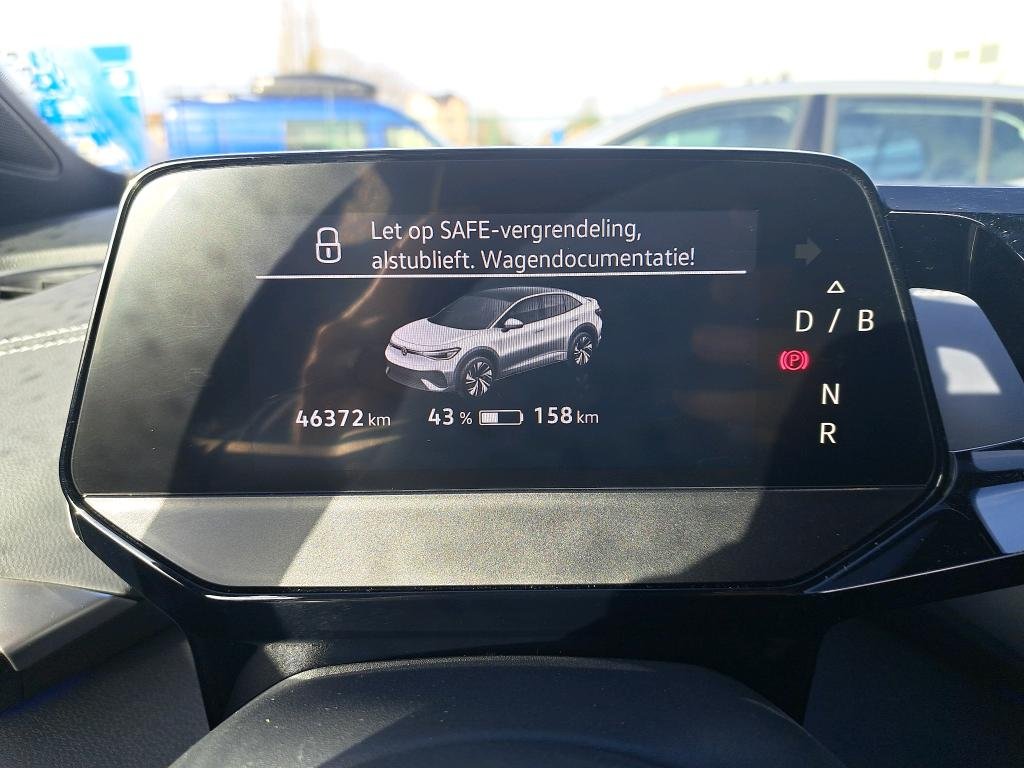 Let op SAFE-vergrendeling,
alstublieft. Wagendocumentatie!
D / B
P
N
R
46372 km 43 % 158 km